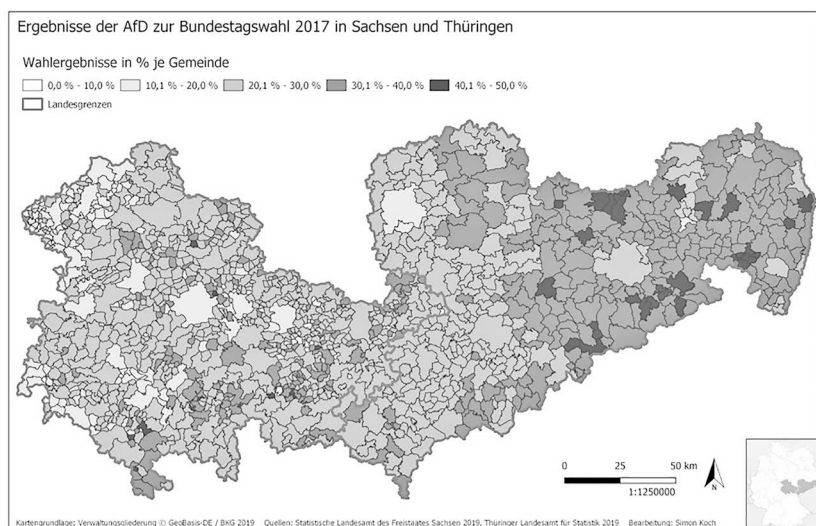 Ergebnisse der AfD zur Bundestagswahl 2017 in Sachsen und Thüringen
Wahlergebnisse in % je Gemeinde
0,0 % - 10,0 % 10,1 % - 20,0 % 20,1 % - 30,0 % 30,1 % - 40,0 % 40,1 % - 50,0 %
Landesgrenzen
0 25 50 km
1:1250000
N
Kartengrundlage: Verwaltungsgliederung © GeoBasis-DE / BKG 2019 Quellen: Statistische Landesamt des Freistaates Sachsen 2019, Thüringer Landesamt für Statistik 2019 Bearbeitung: Simon Koch